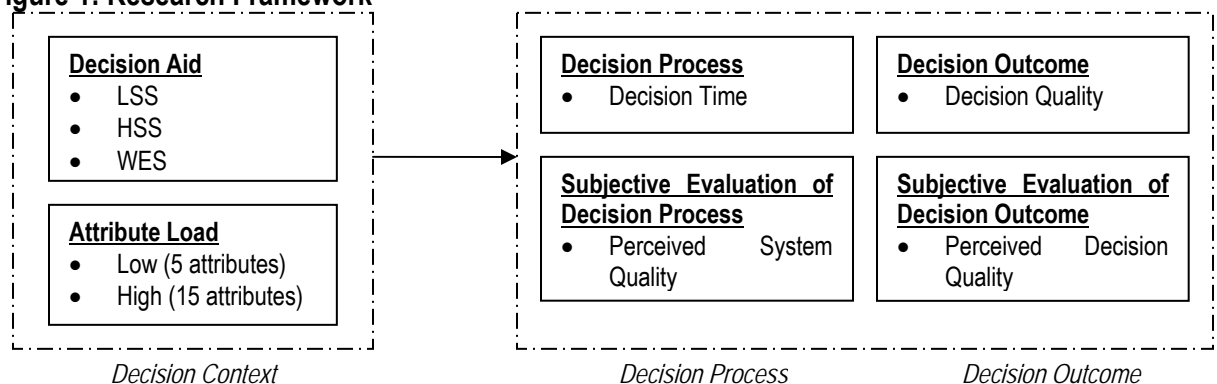 Figure 1: Research Framework
Decision Aid
• LSS
• HSS
• WES
Attribute Load
• Low (5 attributes)
• High (15 attributes)
Decision Context
Decision Process
• Decision Time
Decision Outcome
• Decision Quality
Subjective Evaluation of
Decision Process
• Perceived System
Quality
Subjective Evaluation of
Decision Outcome
• Perceived Decision
Quality
Decision Process
Decision Outcome